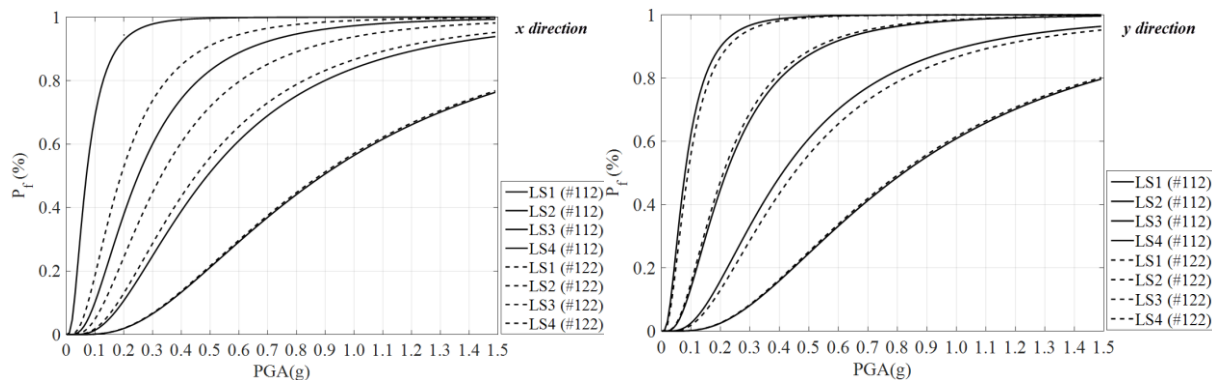 x direction
P_f (%)
1
0.8
0.6
0.4
0.2
0
0 0.1 0.2 0.3 0.4 0.5 0.6 0.7 0.8 0.9 1.0 1.1 1.2 1.3 1.4 1.5
PGA(g)
LS1 (#112)
LS2 (#112)
LS3 (#112)
LS4 (#112)
LS1 (#122)
LS2 (#122)
LS3 (#122)
LS4 (#122)
y direction
P_f (%)
1
0.8
0.6
0.4
0.2
0
0 0.1 0.2 0.3 0.4 0.5 0.6 0.7 0.8 0.9 1.0 1.1 1.2 1.3 1.4 1.5
PGA(g)
LS1 (#112)
LS2 (#112)
LS3 (#112)
LS4 (#112)
LS1 (#122)
LS2 (#122)
LS3 (#122)
LS4 (#122)